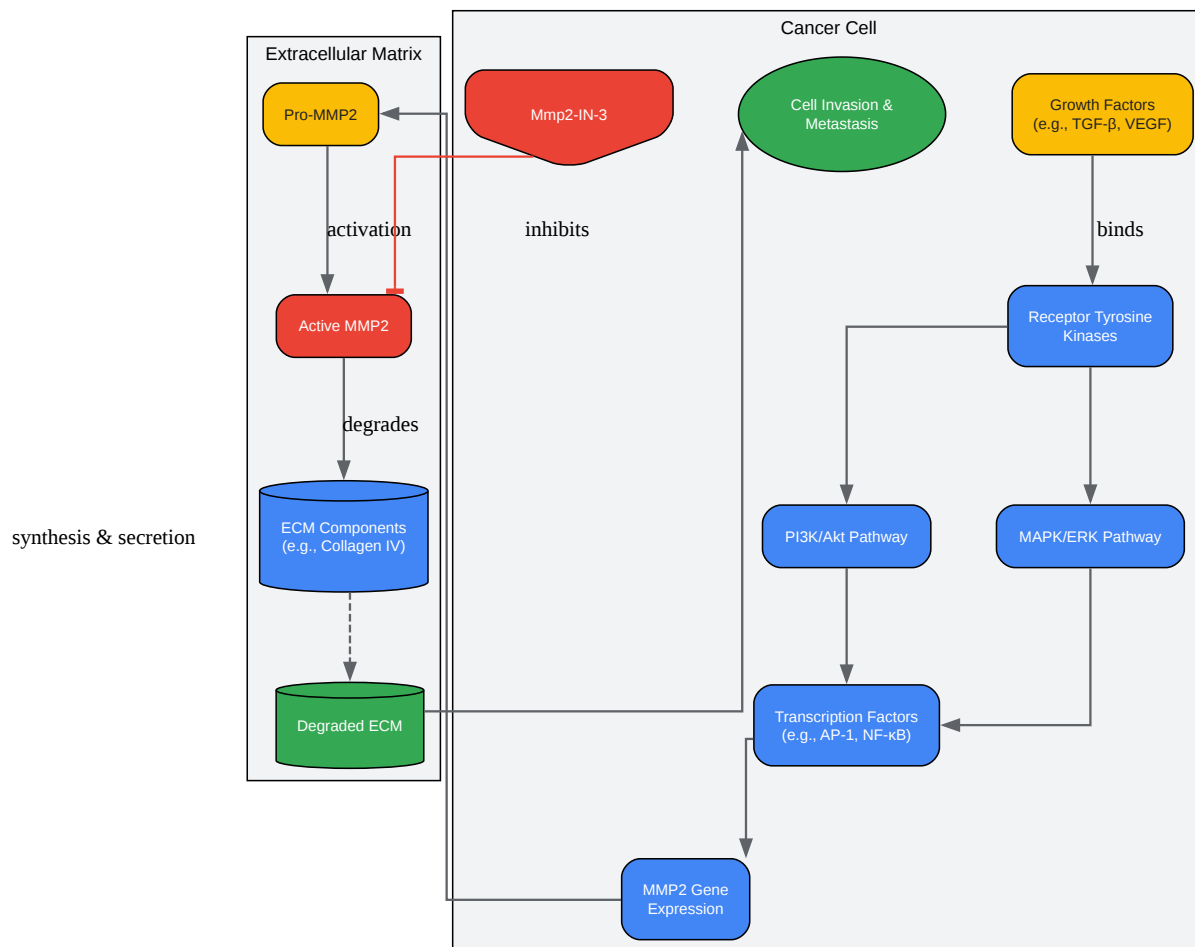 Cancer Cell
Extracellular Matrix
Pro-MMP2
Mmp2-IN-3
Cell Invasion &
Metastasis
Growth Factors
(e.g., TGF-β, VEGF)
activation
inhibits
binds
Active MMP2
Receptor Tyrosine
Kinases
degrades
synthesis & secretion
ECM Components
(e.g., Collagen IV)
PI3K/Akt Pathway
MAPK/ERK Pathway
Degraded ECM
Transcription Factors
(e.g., AP-1, NF-κB)
MMP2 Gene
Expression